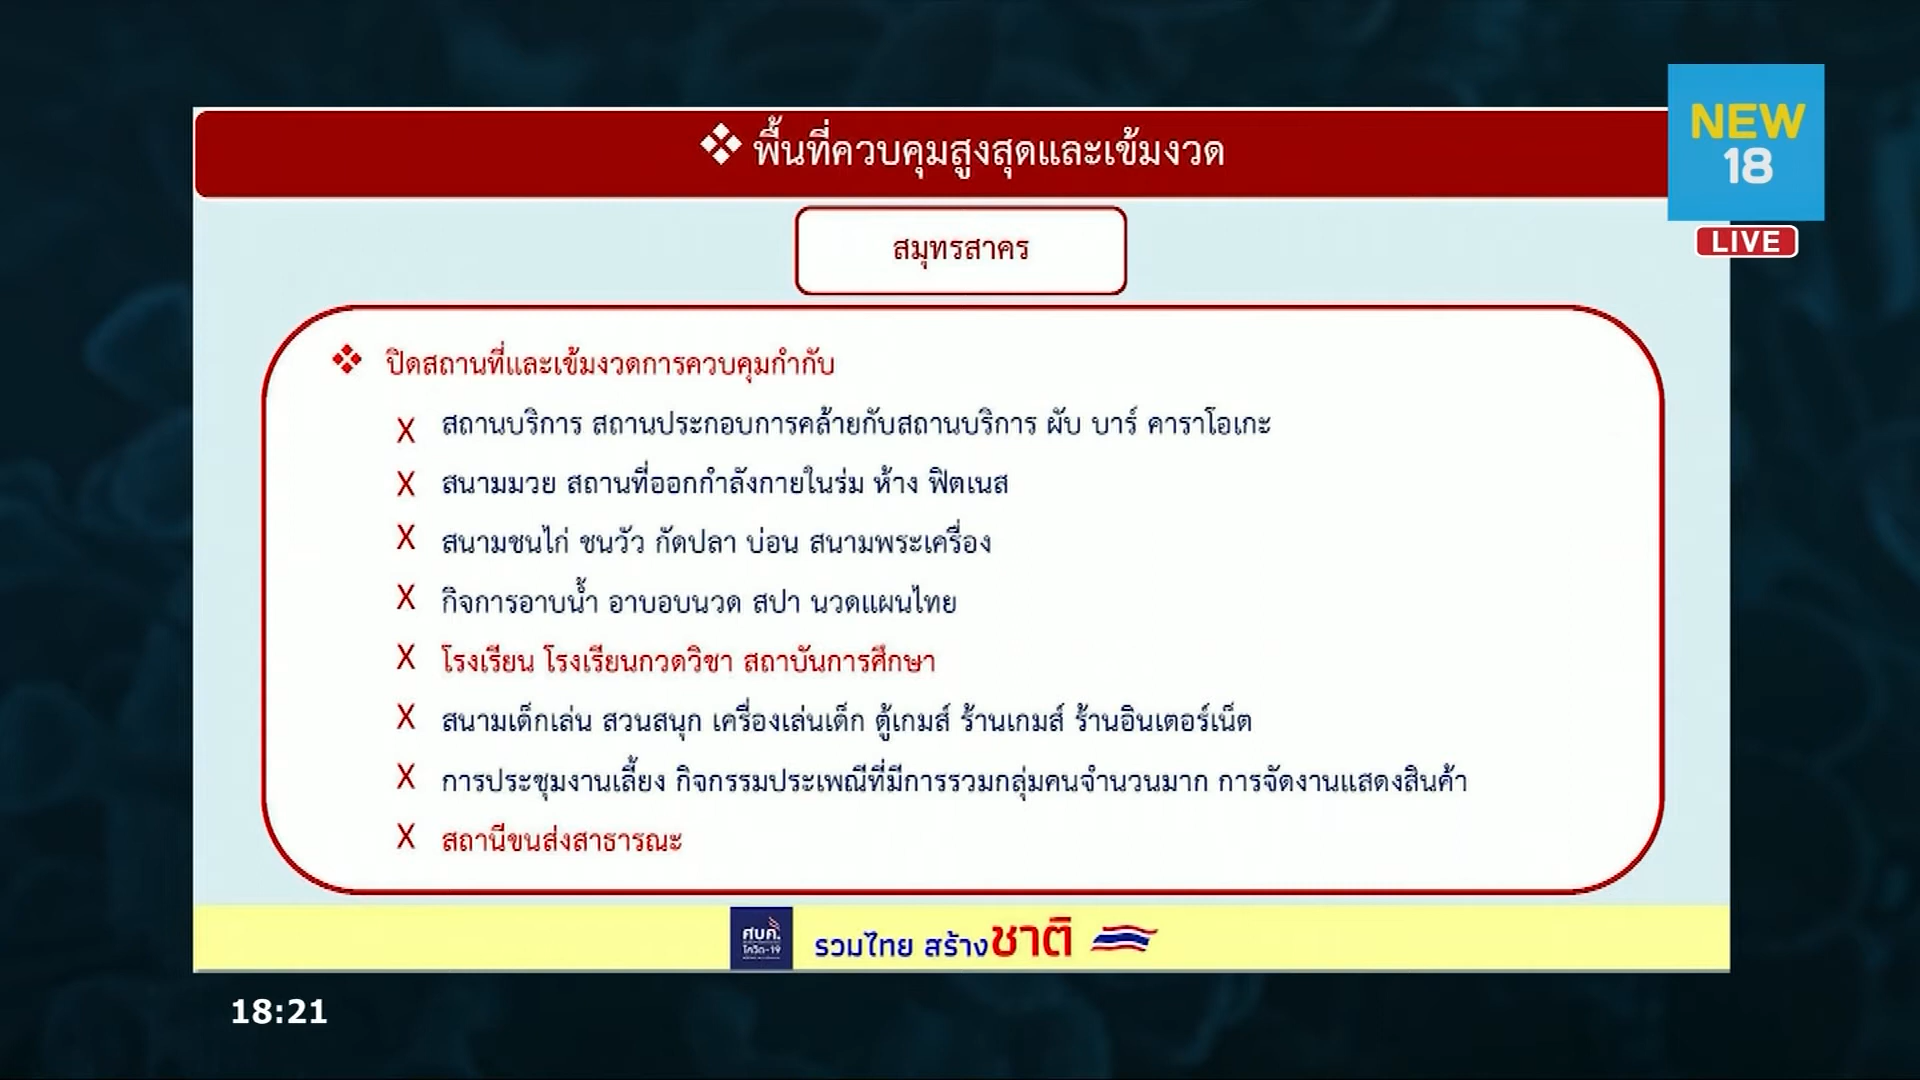 ❖ พื้นที่ควบคุมสูงสุดและเข้มงวด
NEW
18
LIVE
สมุทรสาคร
❖ ปิดสถานที่และเข้มงวดการควบคุมกำกับ
X สถานบริการ สถานประกอบการคล้ายกับสถานบริการ ผับ บาร์ คาราโอเกะ
X สนามมวย สถานที่ออกกำลังกายในร่ม ห้าง ฟิตเนส
X สนามชนไก่ ชนวัว กัดปลา บ่อน สนามพระเครื่อง
X กิจการอาบน้ำ อาบอบนวด สปา นวดแผนไทย
X โรงเรียน โรงเรียนกวดวิชา สถาบันการศึกษา
X สนามเด็กเล่น สวนสนุก เครื่องเล่นเด็ก ตู้เกมส์ ร้านเกมส์ ร้านอินเตอร์เน็ต
X การประชุมงานเลี้ยง กิจกรรมประเพณีที่มีการรวมกลุ่มคนจำนวนมาก การจัดงานแสดงสินค้า
X สถานีขนส่งสาธารณะ
ศบค.
โควิด-19
รวมไทย สร้างชาติ
18:21